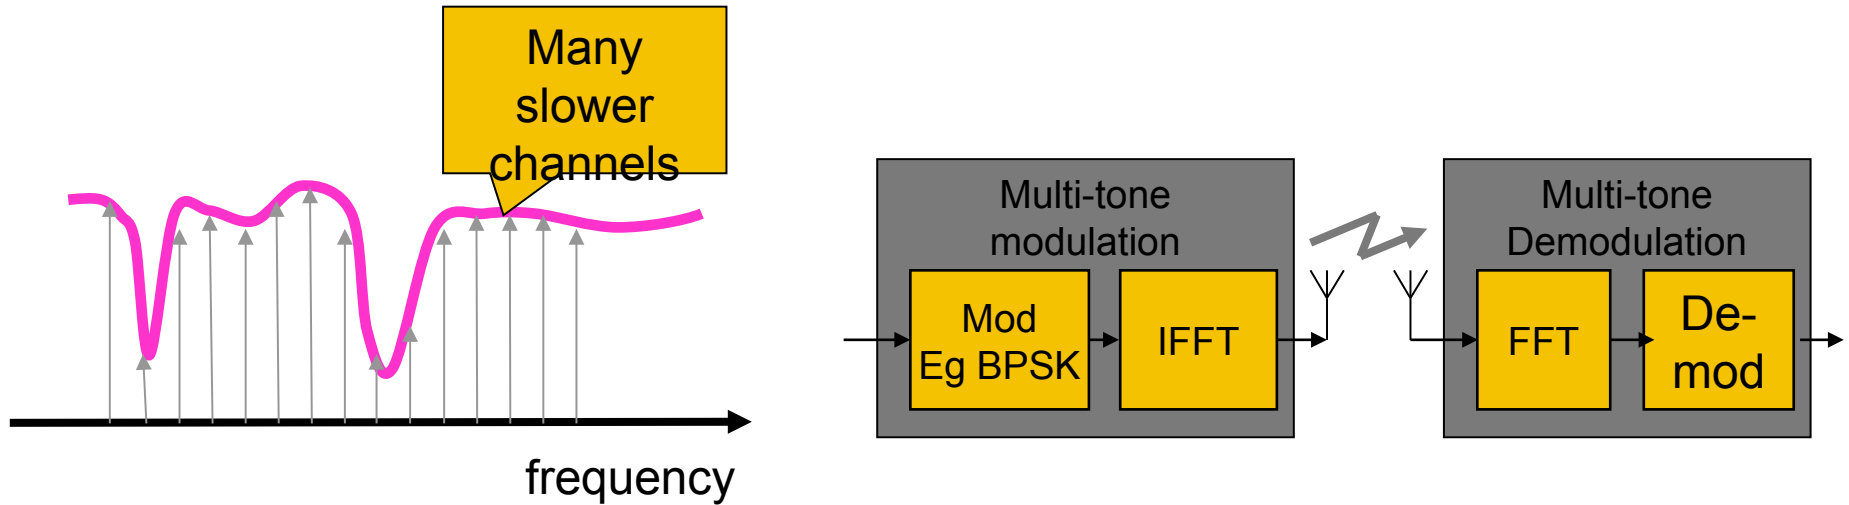 Many
slower
channels
frequency
Multi-tone
modulation
Mod
Eg BPSK
IFFT
Multi-tone
Demodulation
FFT
De-
mod